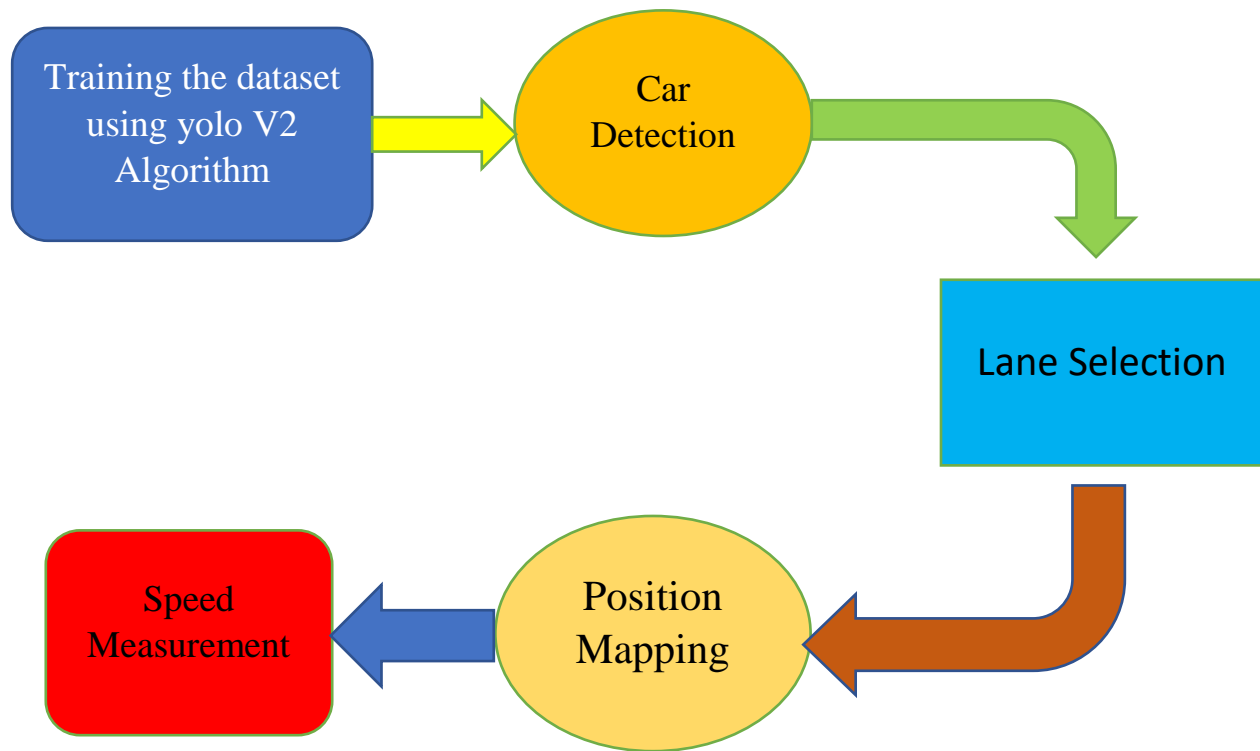 Training the dataset
using yolo V2
Algorithm
Car
Detection
Lane Selection
Position
Mapping
Speed
Measurement